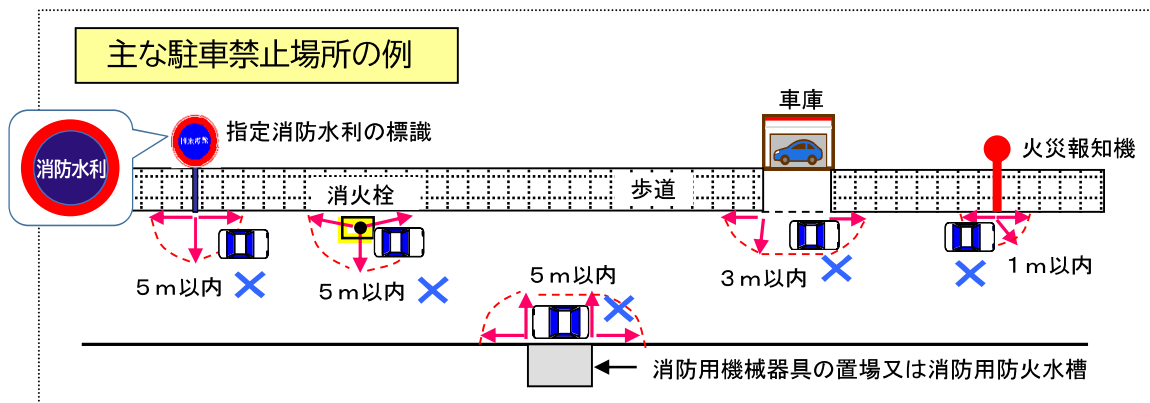 主な駐車禁止場所の例
車庫
指定消防水利の標識
火災報知機
消防水利
消火栓
歩道
5m以内
5m以内
5m以内
3m以内
1m以内
消防用機械器具の置場又は消防用防火水槽